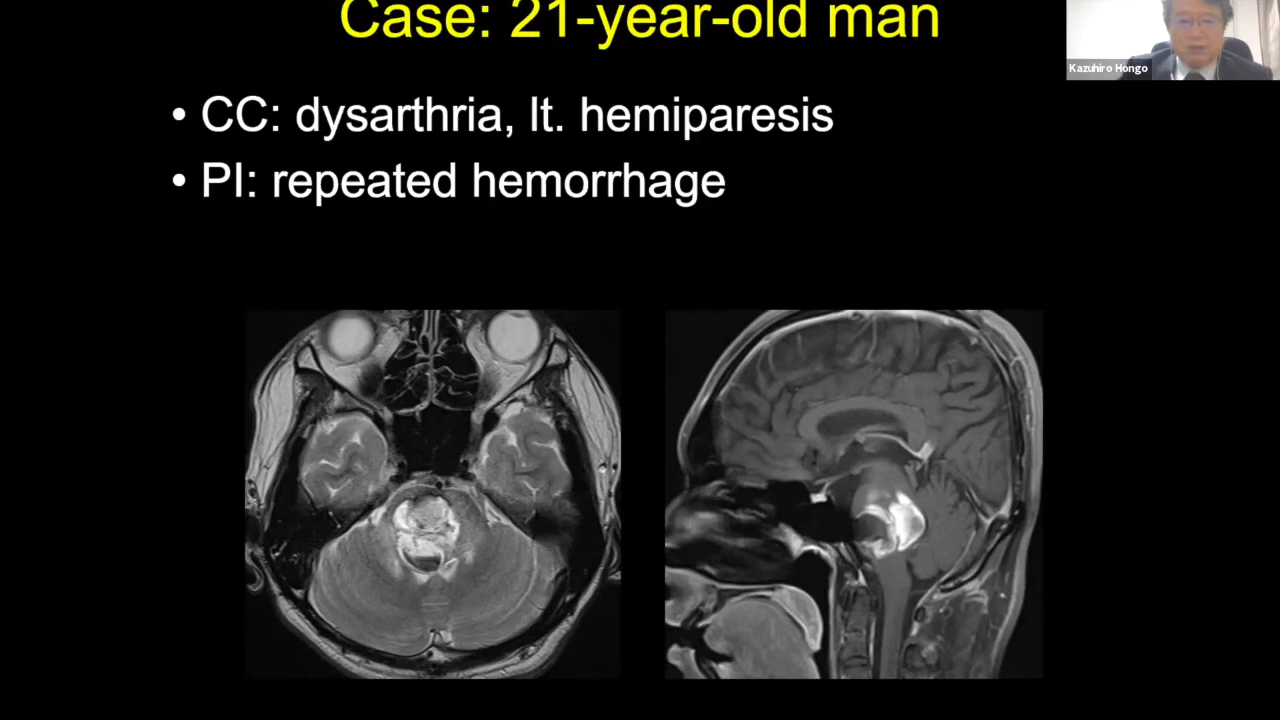 Case: 21-year-old man
Kazuhiro Hongo
• CC: dysarthria, lt. hemiparesis
• PI: repeated hemorrhage